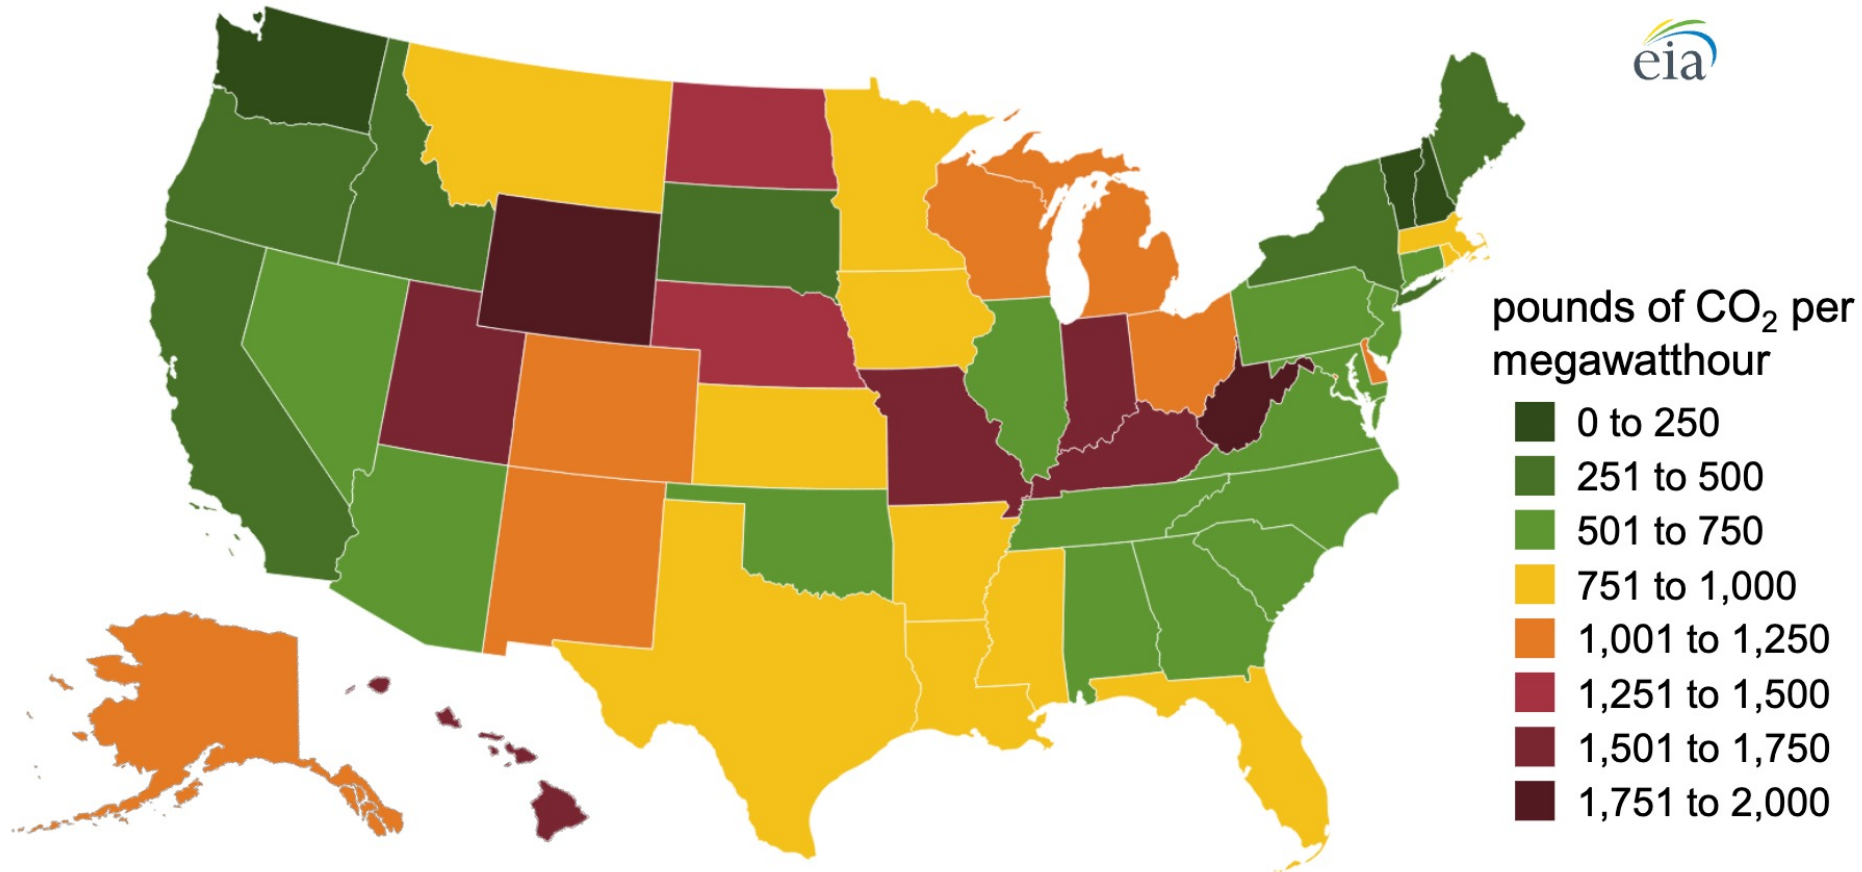 eia
pounds of CO₂ per
megawatthour
0 to 250
251 to 500
501 to 750
751 to 1,000
1,001 to 1,250
1,251 to 1,500
1,501 to 1,750
1,751 to 2,000